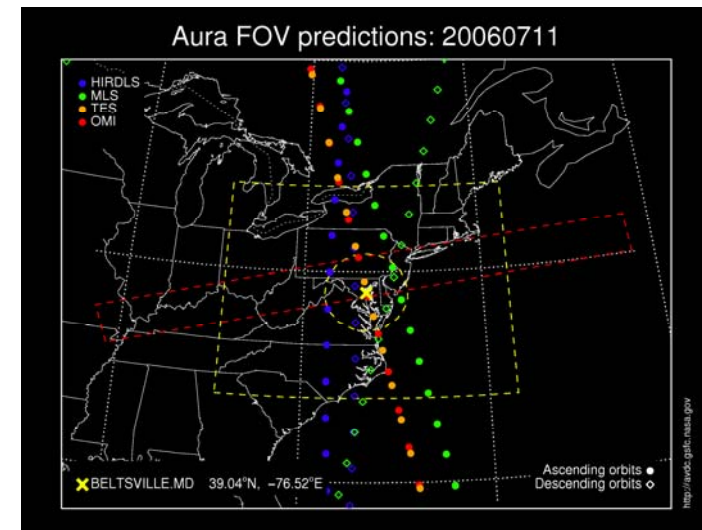 Aura FOV predictions: 20060711
HIRDLS
MLS
TES
OMI
BELTSVILLE.MD 39.04°N, −76.52°E
Ascending orbits
Descending orbits
http://avdc.gsfc.nasa.gov